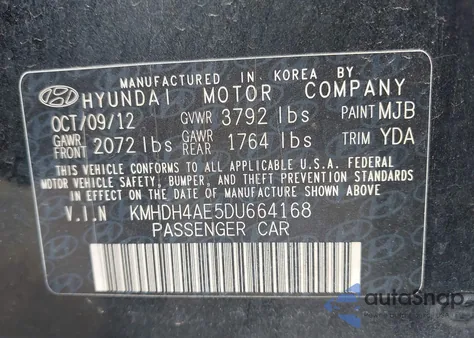 MANUFACTURED IN KOREA BY
HYUNDAI MOTOR COMPANY
OCT/09/12 GVWR 3792 lbs PAINT MJB
GAWR FRONT 2072 lbs GAWR REAR 1764 lbs TRIM YDA
THIS VEHICLE CONFORMS TO ALL APPLICABLE U.S.A. FEDERAL
MOTOR VEHICLE SAFETY, BUMPER, AND THEFT PREVENTION STANDARDS
IN EFFECT ON THE DATE OF MANUFACTURE SHOWN ABOVE
V.I.N KMHDH4AE5DU664168
PASSENGER CAR
autoSnap